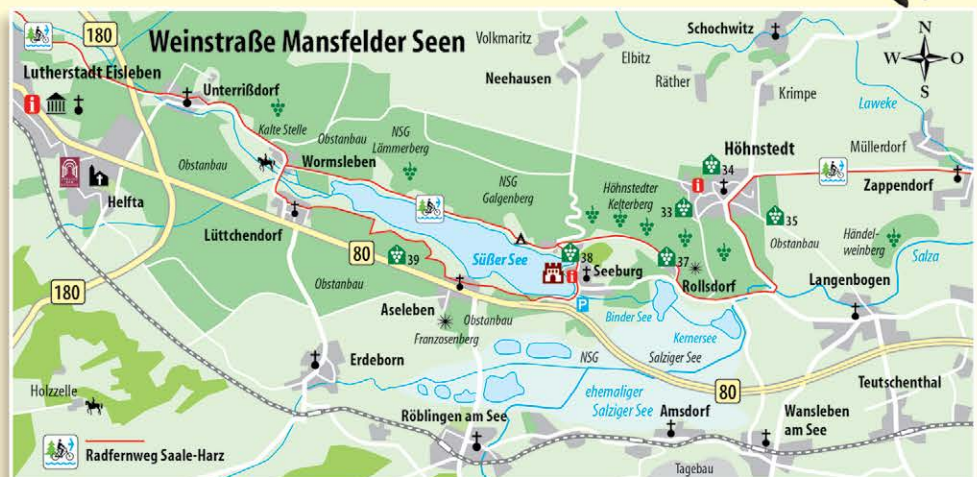 Weinstraße Mansfelder Seen
180
Volkmaritz
Schochwitz
N
W O
S
Elbitz
Neehausen
Räther
Krimpe
Laweke
Lutherstadt Eisleben
Unterrißdorf
Kalte Stelle
Obstanbau
NSG
Lämmerberg
Höhnstedt
Müllerdorf
Obstanbau
Wormsleben
34
Zappendorf
NSG
Galgenberg
Höhnstedter
Kelterberg
33
35
Helfta
Lüttchendorf
Obstanbau
Händel-
weinberg
Salza
80
39
Süßer See
38
Seeburg
37
Rollsdorf
Langenbogen
180
Obstanbau
Aseleben
Obstanbau
Franzosenberg
P
Binder See
Kernersee
Erdeborn
NSG
Salziger See
80
Teutschenthal
Holzzelle
ehemaliger
Salziger See
Röblingen am See
Amsdorf
Wansleben
am See
Radfernweg Saale-Harz
Tagebau